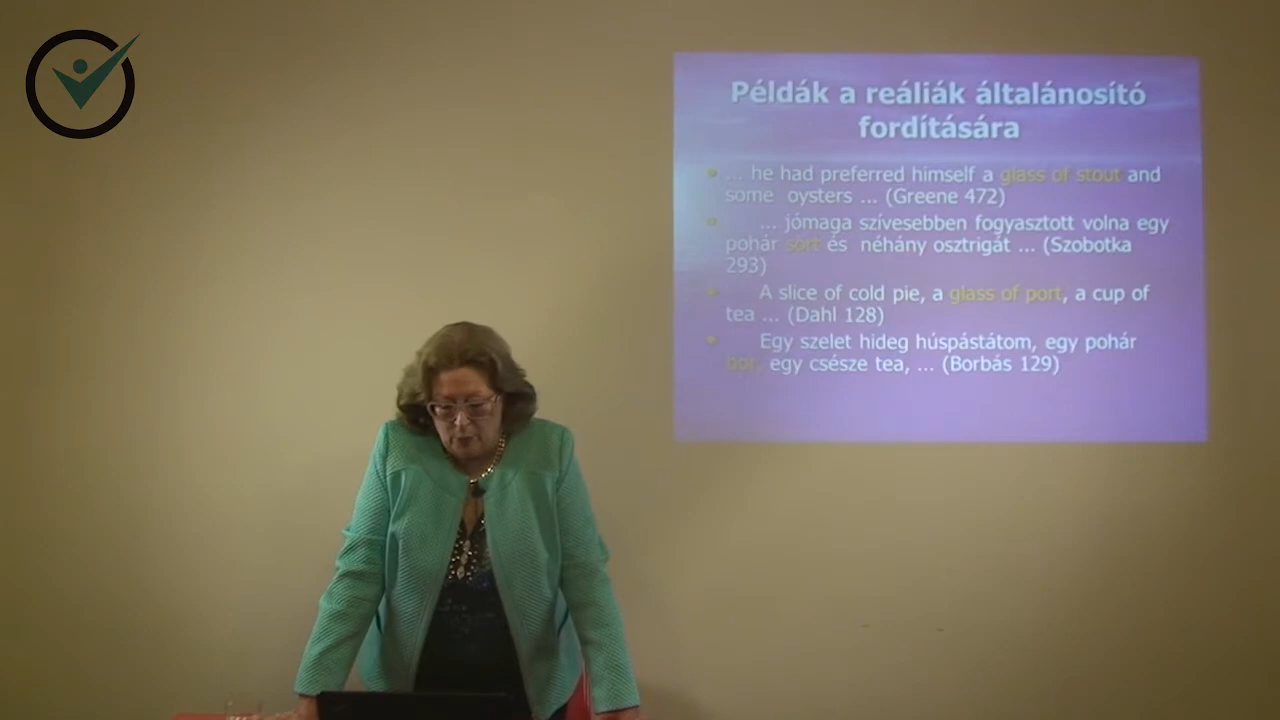 Példák a reáliák általánosító
fordítására
... he had preferred himself a glass of stout and
some oysters ... (Greene 472)
... jómaga szívesebben fogyasztott volna egy
pohár sört és néhány osztrigát ... (Szobotka
293)
A slice of cold pie, a glass of port, a cup of
tea ... (Dahl 128)
Egy szelet hideg húspástátom, egy pohár
bor, egy csésze tea, ... (Borbás 129)